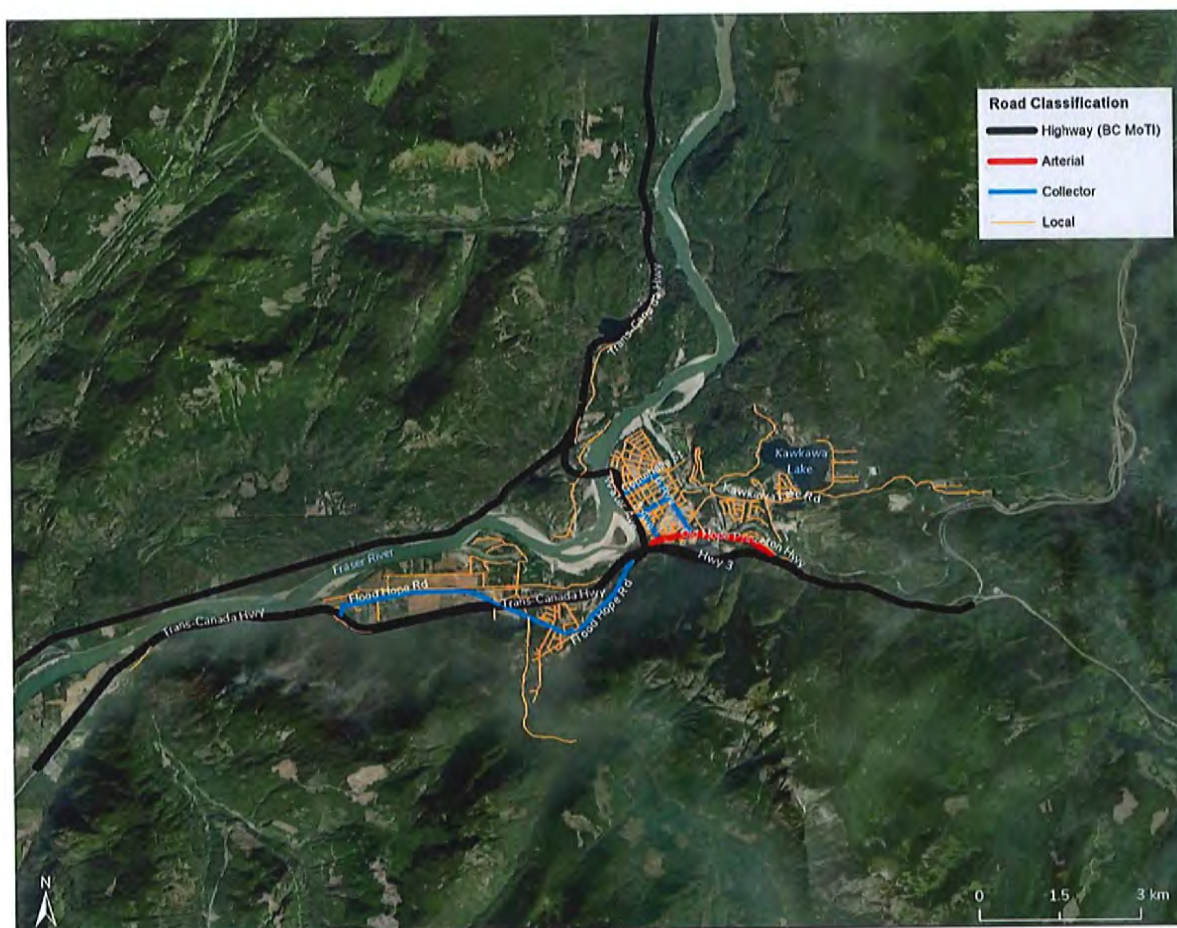 Road Classification
Highway (BC MoTI)
Arterial
Collector
Local
Trans-Canada Hwy
Kawkawa
Lake
Kawkawa Lake Rd
Hwy 3
Fraser River
Flood Hope Rd
Trans-Canada Hwy
Trans-Canada Hwy
Flood Hope Rd
N
0 1.5 3 km